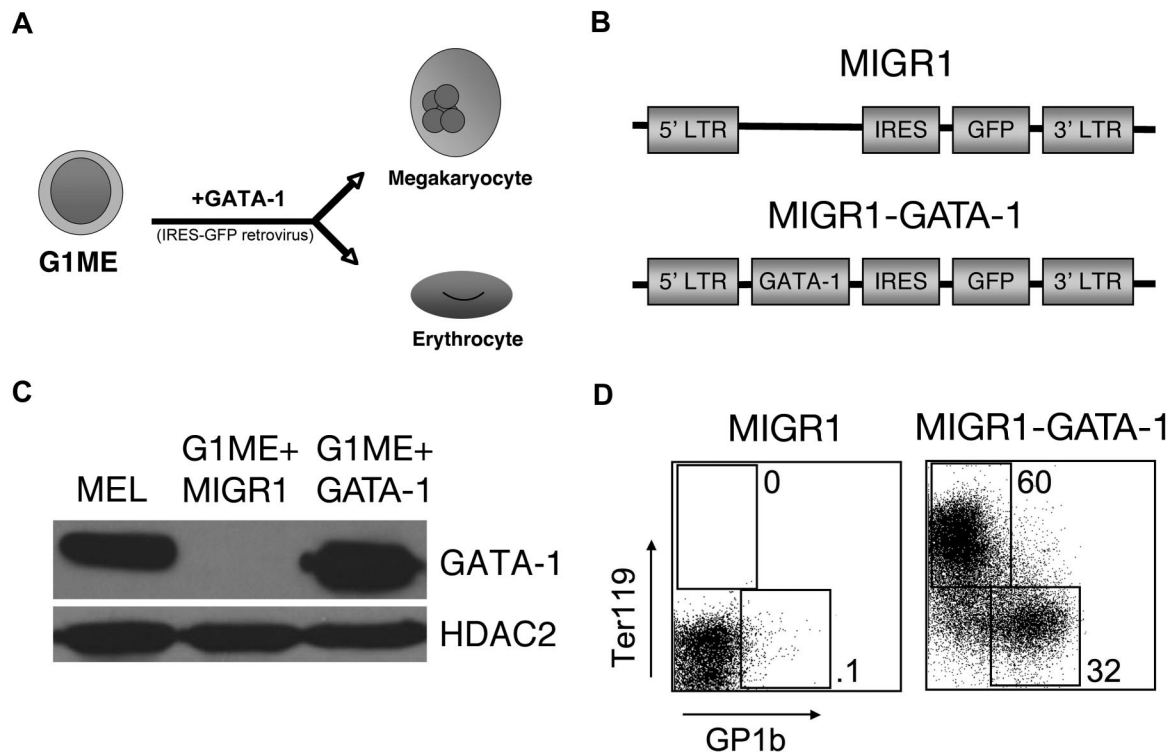 A
G1ME
+GATA-1
(IRES-GFP retrovirus)
Megakaryocyte
Erythrocyte
B
MIGR1
5' LTR IRES GFP 3' LTR
MIGR1-GATA-1
5' LTR GATA-1 IRES GFP 3' LTR
C
MEL
G1ME+
MIGR1
G1ME+
GATA-1
GATA-1
HDAC2
D
MIGR1
MIGR1-GATA-1
0
.1
60
32
Ter119
GP1b